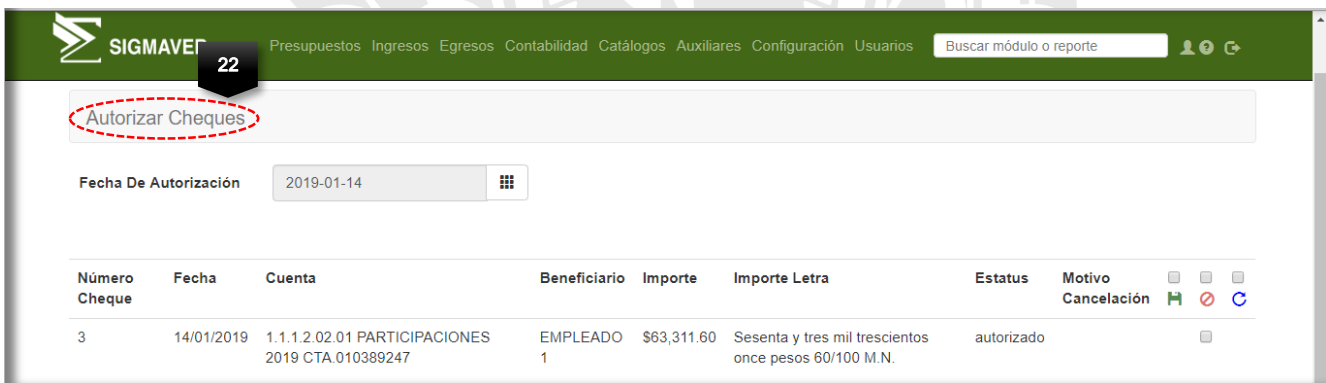 SIGMAVER Presupuestos Ingresos Egresos Contabilidad Catálogos Auxiliares Configuración Usuarios Buscar módulo o reporte
22
Autorizar Cheques
Fecha De Autorización 2019-01-14
Número Cheque Fecha Cuenta Beneficiario Importe Importe Letra Estatus Motivo Cancelación
3 14/01/2019 1.1.1.2.02.01 PARTICIPACIONES EMPLEADO $63,311.60 Sesenta y tres mil trescientos autorizado
2019 CTA.010389247 1 once pesos 60/100 M.N.